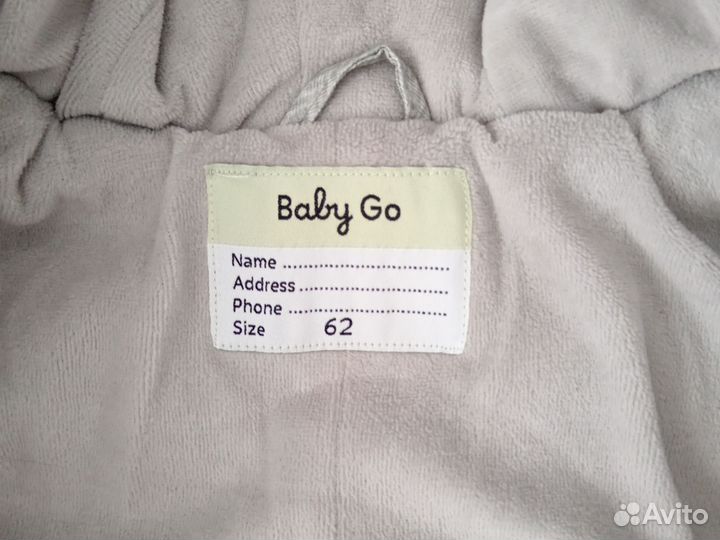 Baby Go
Name ..........................
Address ........................
Phone ..........................
Size 62
Avito